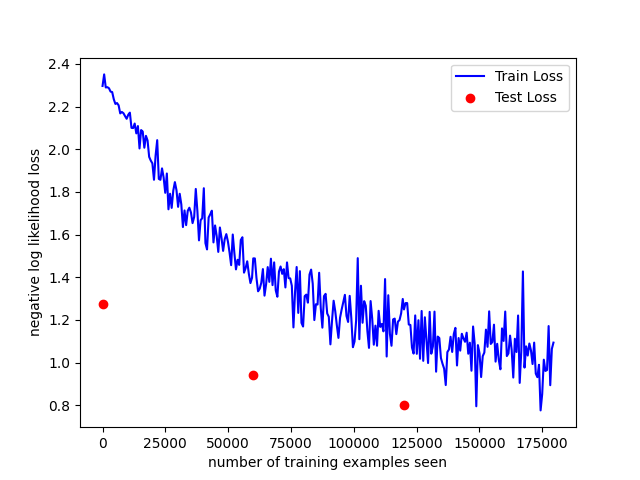 Train Loss
Test Loss
negative log likelihood loss
2.4
2.2
2.0
1.8
1.6
1.4
1.2
1.0
0.8
0 25000 50000 75000 100000 125000 150000 175000
number of training examples seen